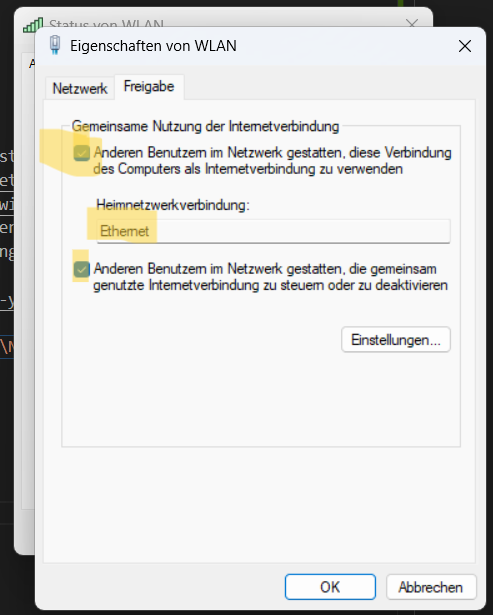 Status von WLAN
Eigenschaften von WLAN
Netzwerk
Freigabe
Gemeinsame Nutzung der Internetverbindung
Anderen Benutzern im Netzwerk gestatten, diese Verbindung
des Computers als Internetverbindung zu verwenden
Heimnetzwerkverbindung:
Ethernet
Anderen Benutzern im Netzwerk gestatten, die gemeinsam
genutzte Internetverbindung zu steuern oder zu deaktivieren
Einstellungen...
OK
Abbrechen